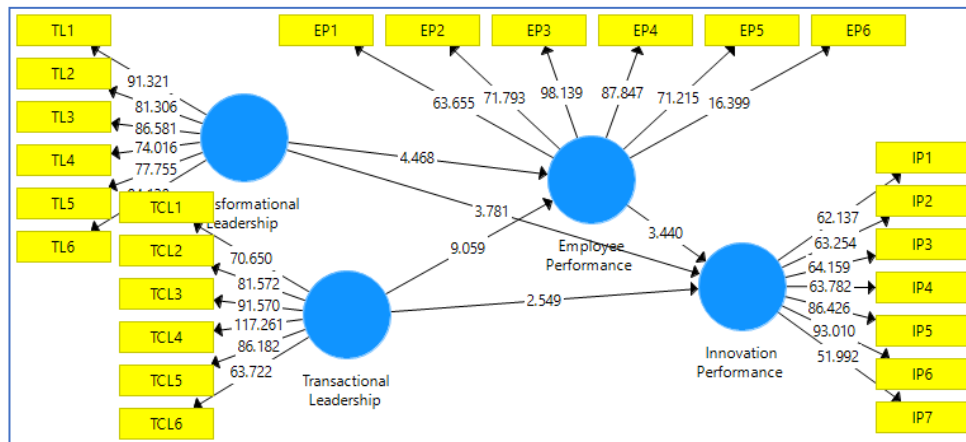 TL1
TL2
TL3
TL4
TL5
TL6
91.321
81.306
86.581
74.016
77.755
EP1
EP2
EP3
EP4
EP5
EP6
63.655
71.793
98.139
87.847
71.215
16.399
4.468
3.781
9.059
3.440
2.549
Leadership
Employee
Performance
TCL1
TCL2
TCL3
TCL4
TCL5
TCL6
70.650
81.572
91.570
117.261
86.182
63.722
Transactional
Leadership
IP1
IP2
IP3
IP4
IP5
IP6
IP7
62.137
63.254
64.159
63.782
86.426
93.010
51.992
Innovation
Performance